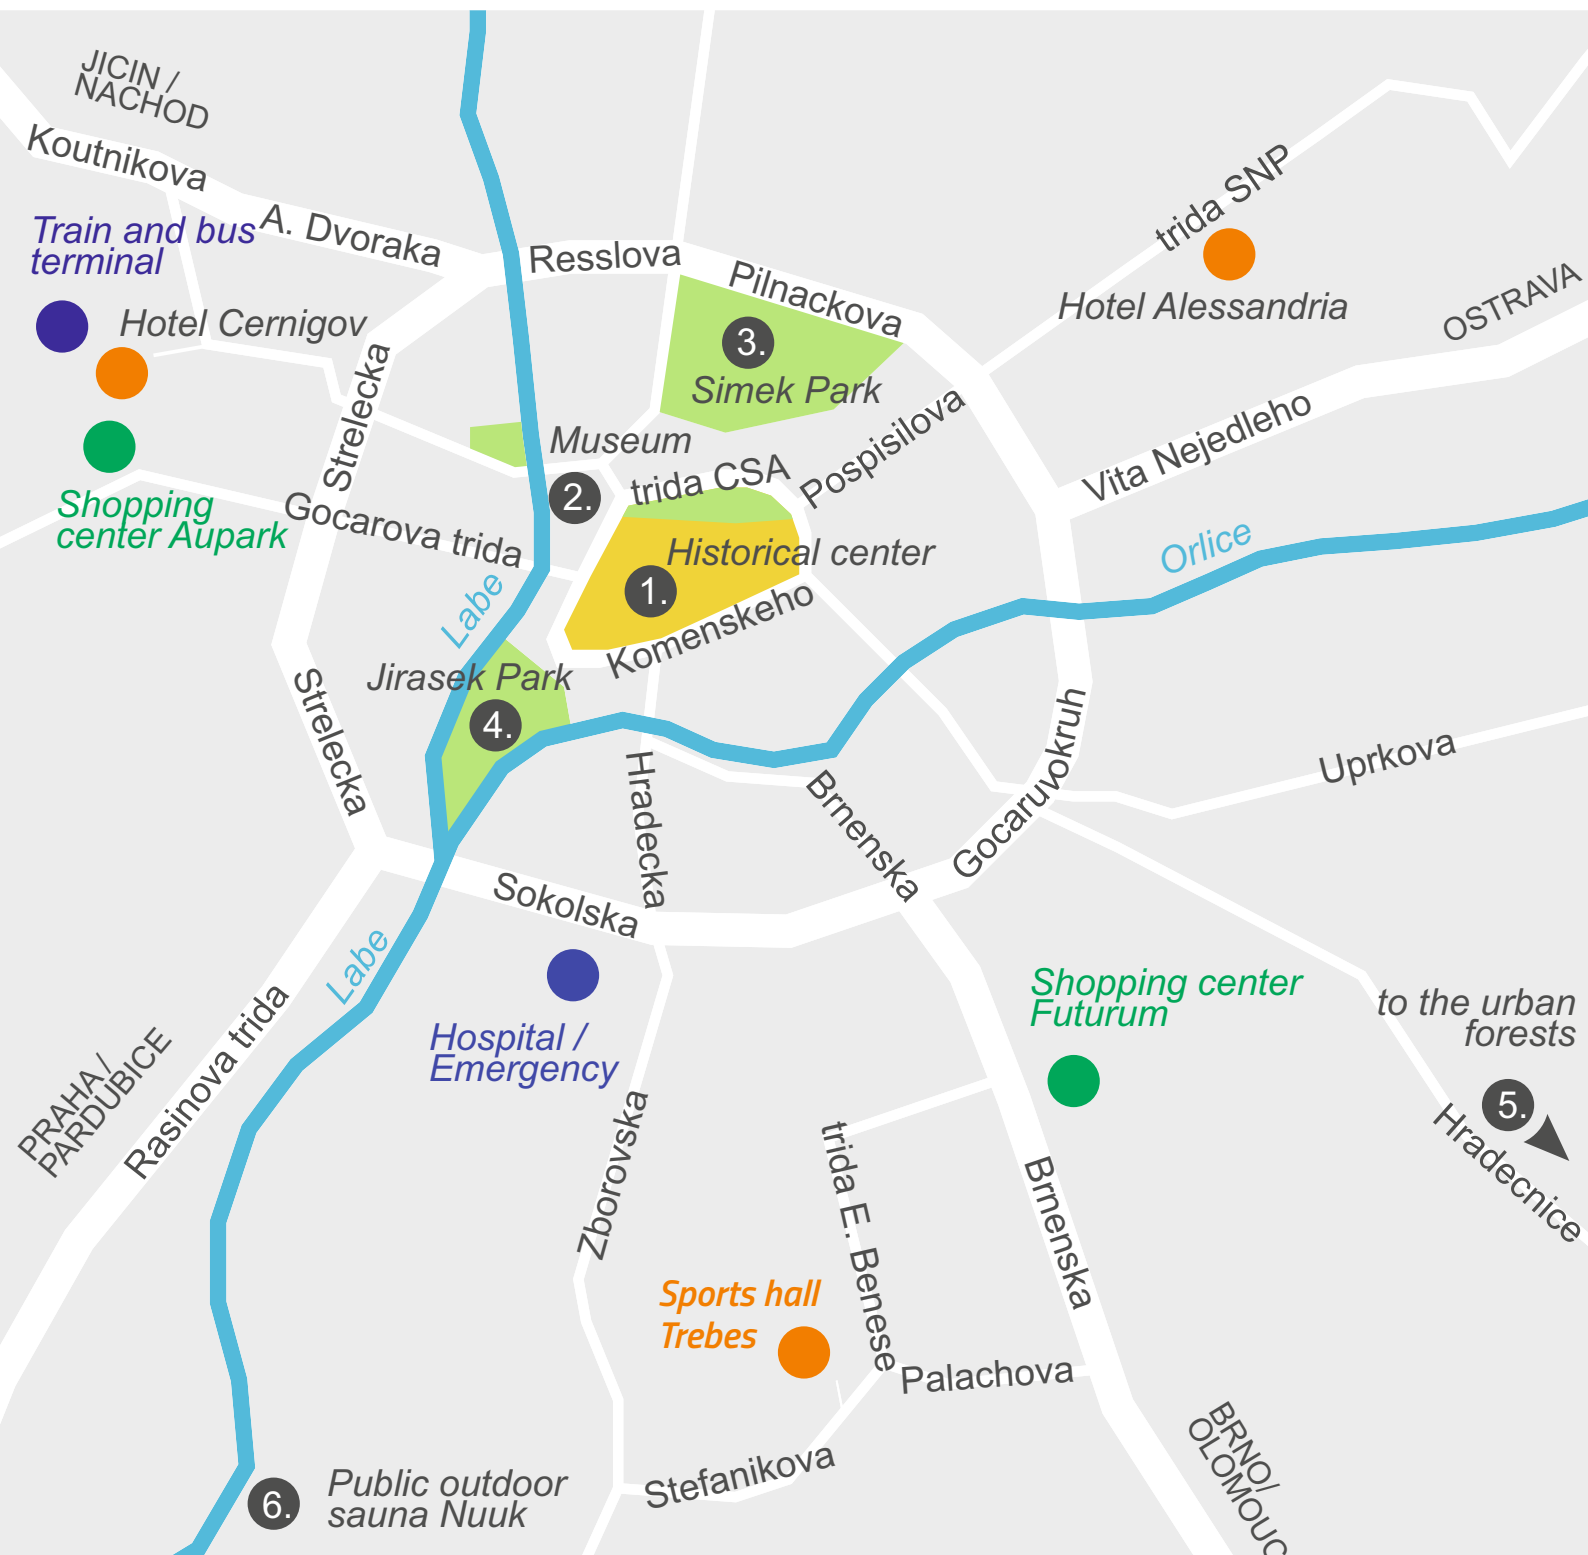 JICIN /
NACHOD
Koutnikova
A. Dvoraka
Resslova
Pilnackova
trida SNP
Train and bus
terminal
Hotel Cernigov
Hotel Alessandria
OSTRAVA
3.
Simek Park
Strelecka
Museum
trida CSA
Pospisilova
Vita Nejedleho
2.
Shopping
center Aupark
Gocarova trida
Historical center
1.
Komenskeho
Orlice
Labe
Jirasek Park
4.
Strelecka
Hradecka
Brnenska
Gocaruvokruh
Uprkova
Sokolska
Labe
Hospital /
Emergency
Shopping center
Futurum
to the urban
forests
5.
Hradecnice
PRAHA /
PARDUBICE
Rasinova trida
Zborovska
trida E. Benese
Brnenska
Sports hall
Trebes
Palachova
Stefanikova
BRNO/
OLOMOUC
6.
Public outdoor
sauna Nuuk